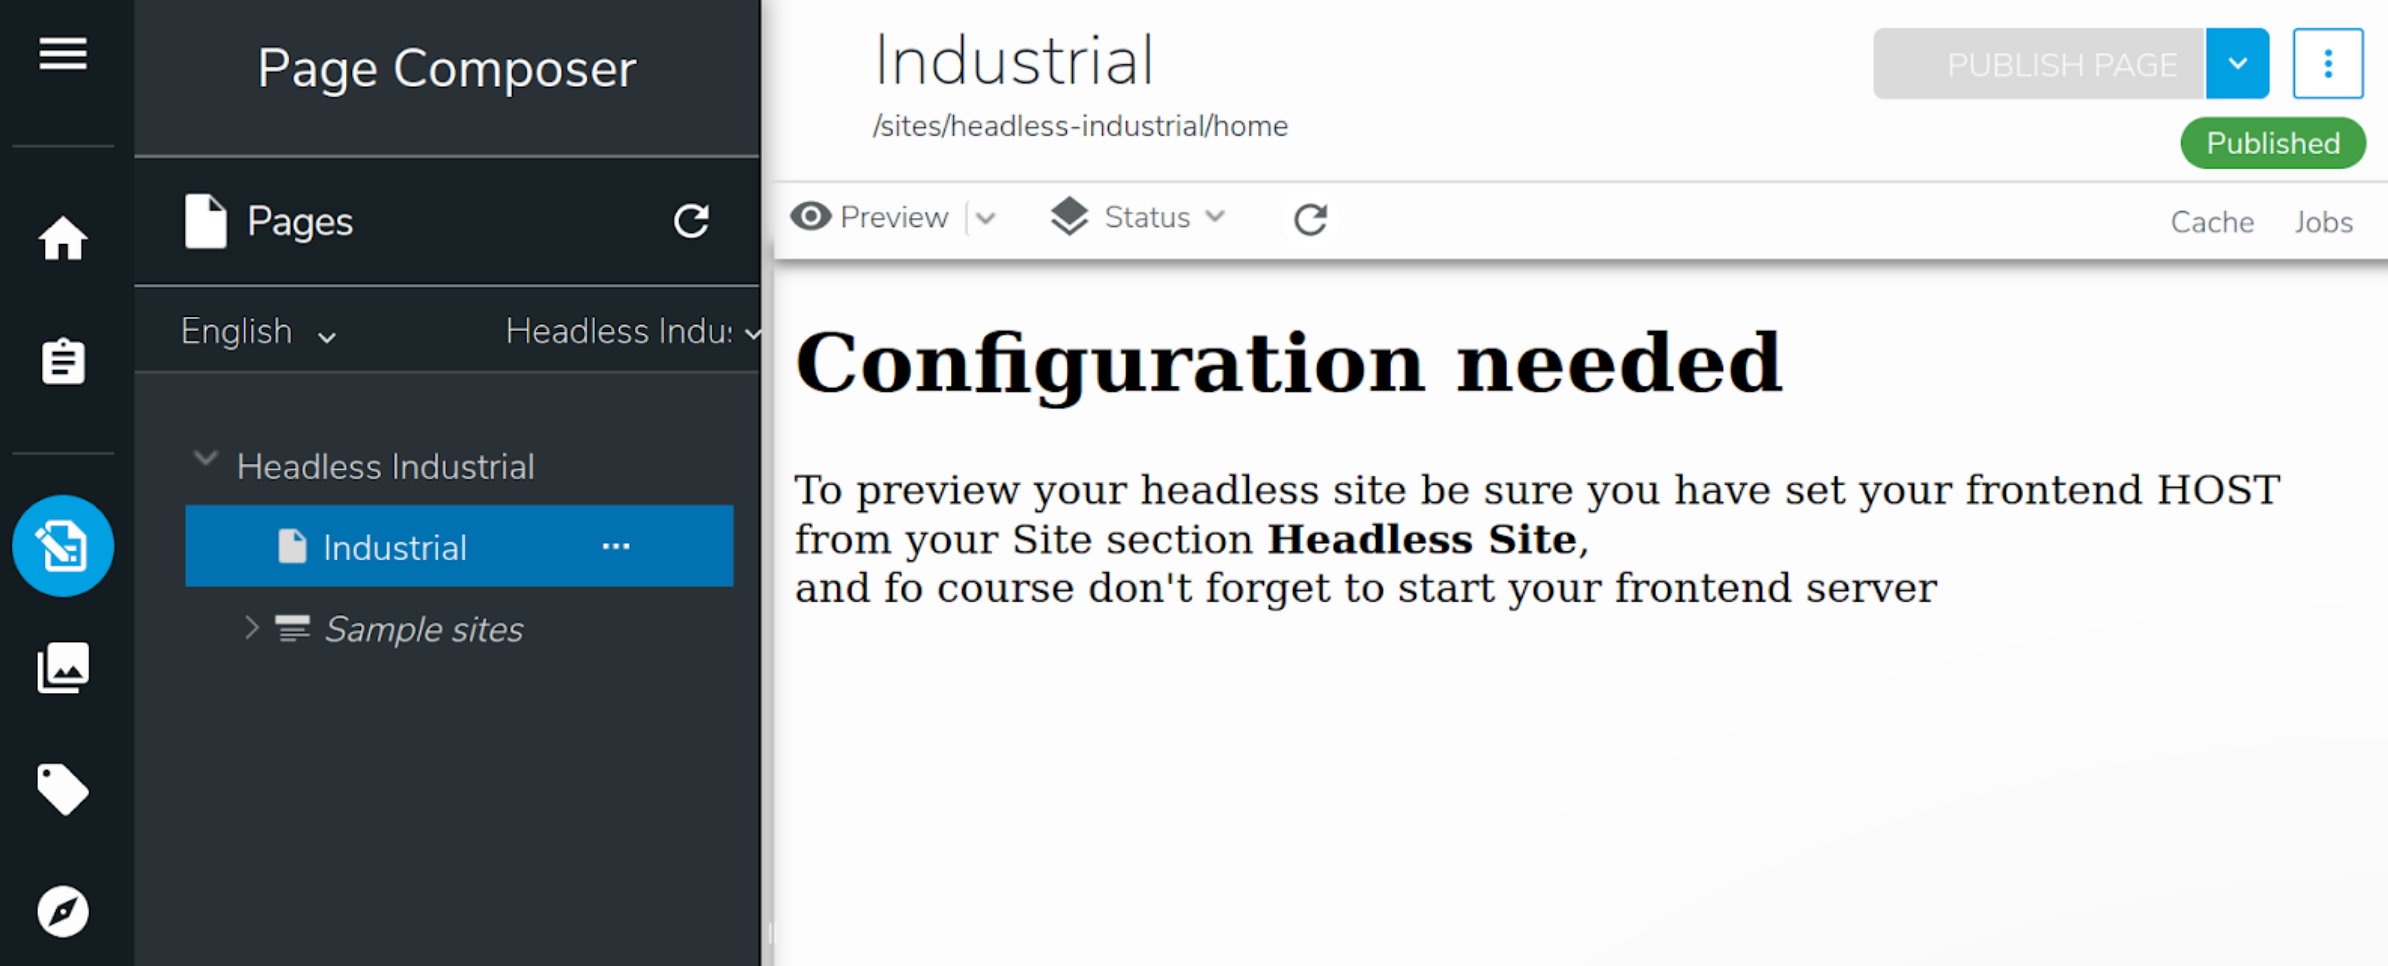 Page Composer
Pages
English
Headless Indu
Headless Industrial
Industrial
...
Sample sites
Industrial
/sites/headless-industrial/home
PUBLISH PAGE
Published
Preview
Status
Cache
Jobs
Configuration needed
To preview your headless site be sure you have set your frontend HOST
from your Site section Headless Site,
and fo course don't forget to start your frontend server